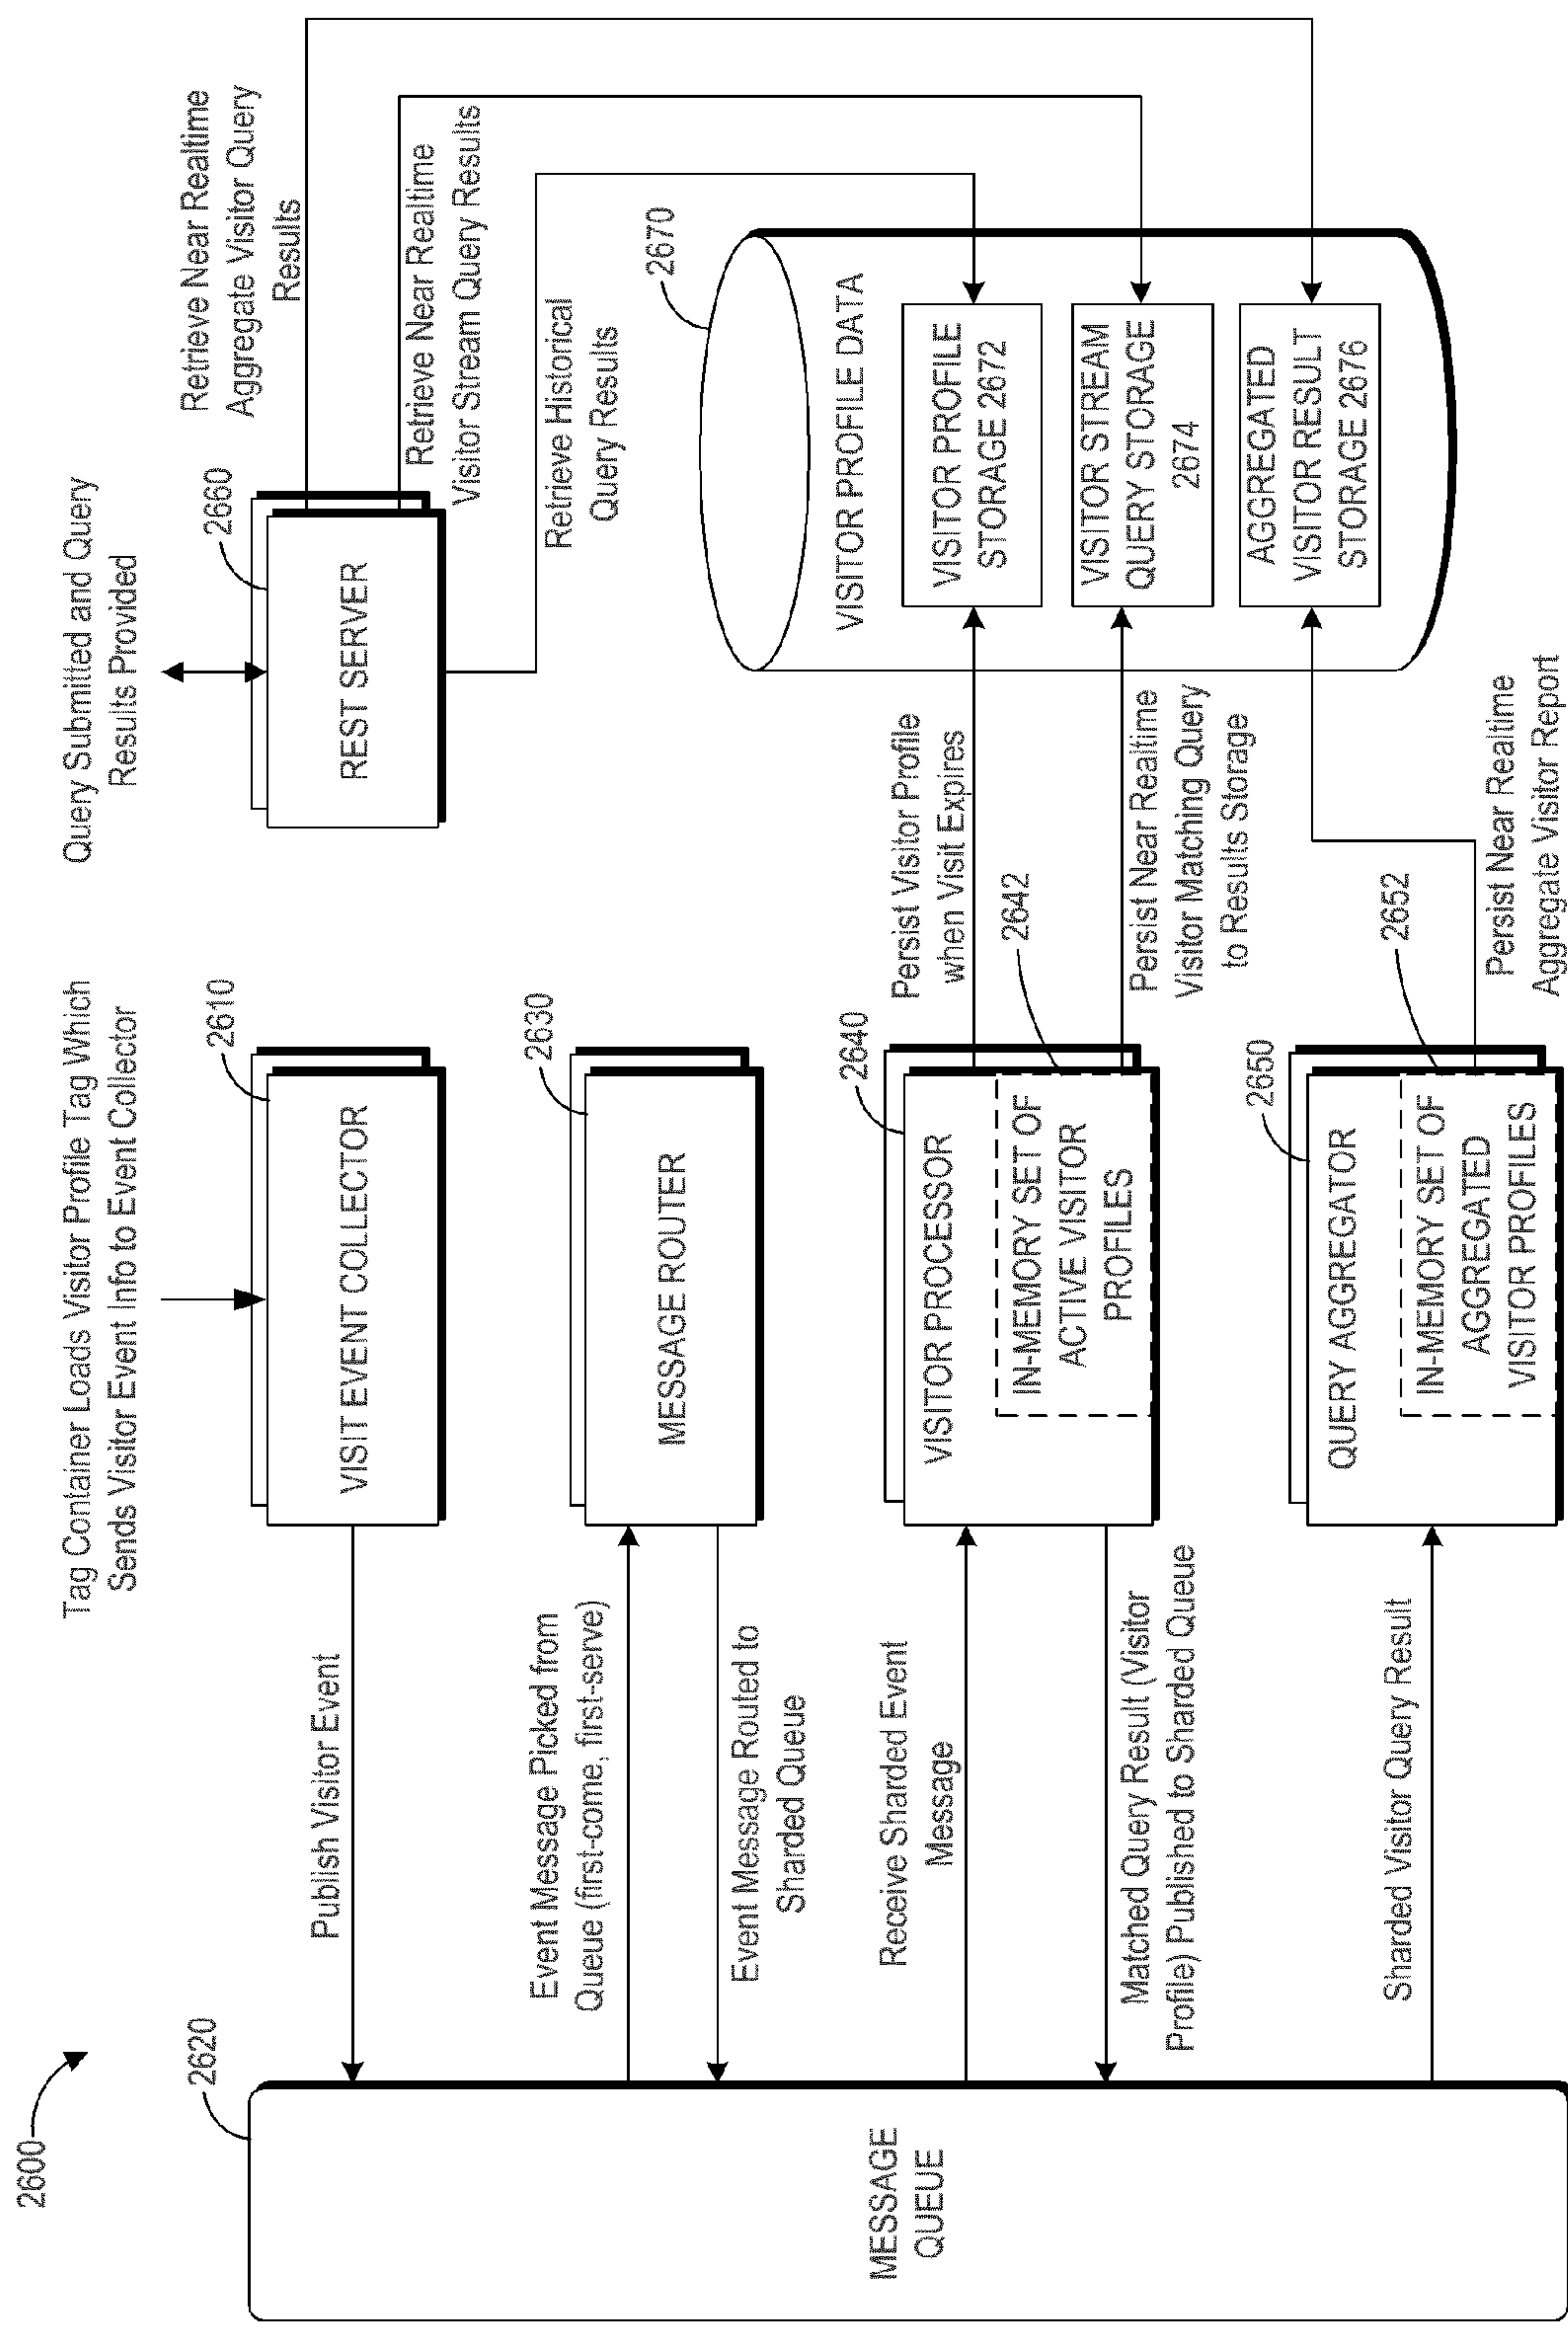 2600
Tag Container Loads Visitor Profile Tag Which
Sends Visitor Event Info to Event Collector
Query Submitted and Query
Results Provided
2620
MESSAGE
QUEUE
Publish Visitor Event
2610
VISIT EVENT COLLECTOR
2660
REST SERVER
Retrieve Near Realtime
Aggregate Visitor Query
Results
Retrieve Near Realtime
Visitor Stream Query Results
Retrieve Historical
Query Results
Event Message Picked from
Queue (first-come, first-serve)
Event Message Routed to
Sharded Queue
2630
MESSAGE ROUTER
Receive Sharded Event
Message
Matched Query Result (Visitor
Profile) Published to Sharded Queue
2640
VISITOR PROCESSOR
IN-MEMORY SET OF
ACTIVE VISITOR
PROFILES
2642
Persist Visitor Profile
when Visit Expires
Persist Near Realtime
Visitor Matching Query
to Results Storage
2670
VISITOR PROFILE DATA
VISITOR PROFILE
STORAGE 2672
VISITOR STREAM
QUERY STORAGE
2674
AGGREGATED
VISITOR RESULT
STORAGE 2676
Sharded Visitor Query Result
2650
QUERY AGGREGATOR
IN-MEMORY SET OF
AGGREGATED
VISITOR PROFILES
2652
Persist Near Realtime
Aggregate Visitor Report